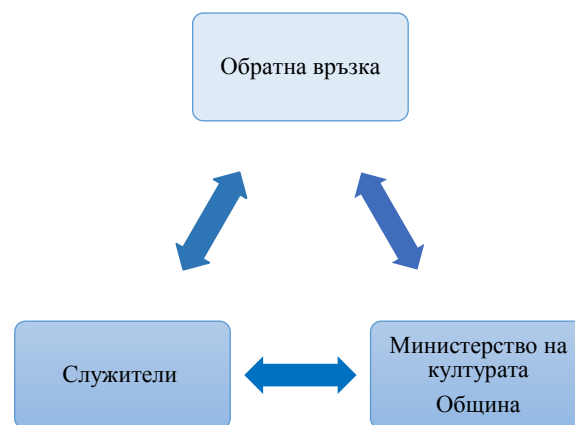 Обратна връзка
Служители
Министерство на
културата
Община